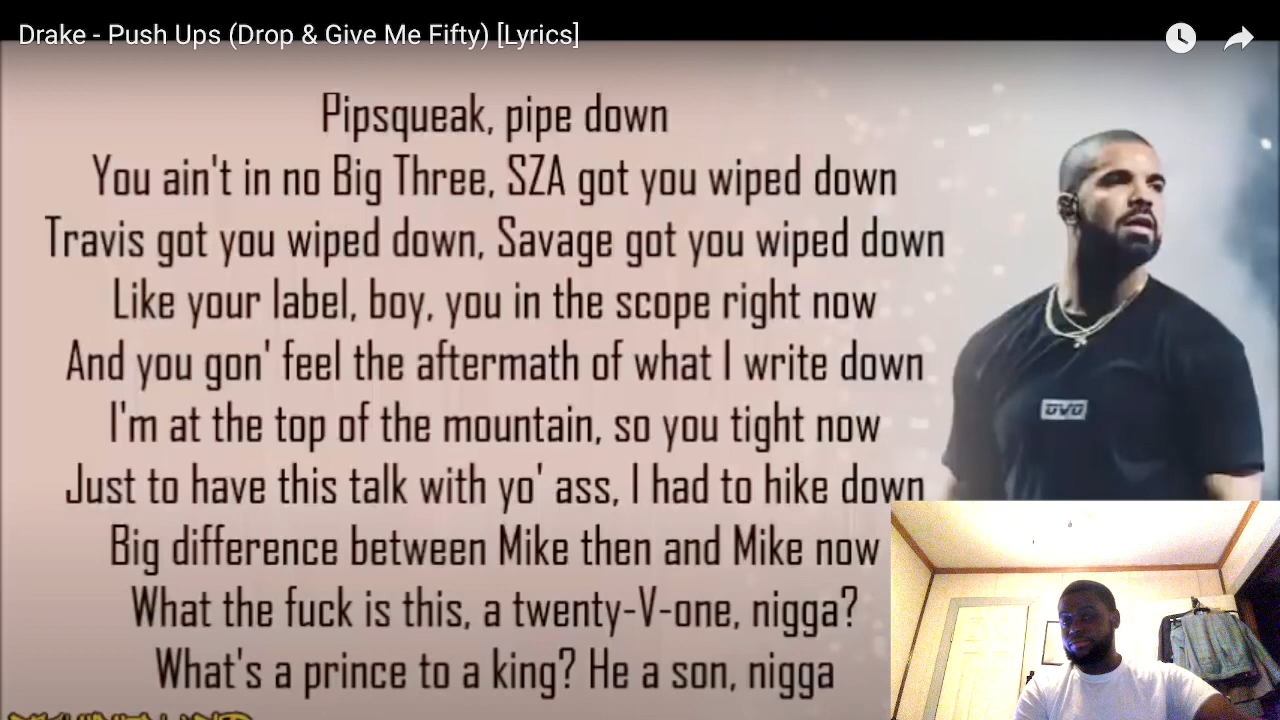 Drake - Push Ups (Drop & Give Me Fifty) [Lyrics]
Pipsqueak, pipe down
You ain't in no Big Three, SZA got you wiped down
Travis got you wiped down, Savage got you wiped down
Like your label, boy, you in the scope right now
And you gon' feel the aftermath of what I write down
I'm at the top of the mountain, so you tight now
Just to have this talk with yo' ass, I had to hike down
Big difference between Mike then and Mike now
What the fuck is this, a twenty-V-one, nigga?
What's a prince to a king? He a son, nigga
OVO